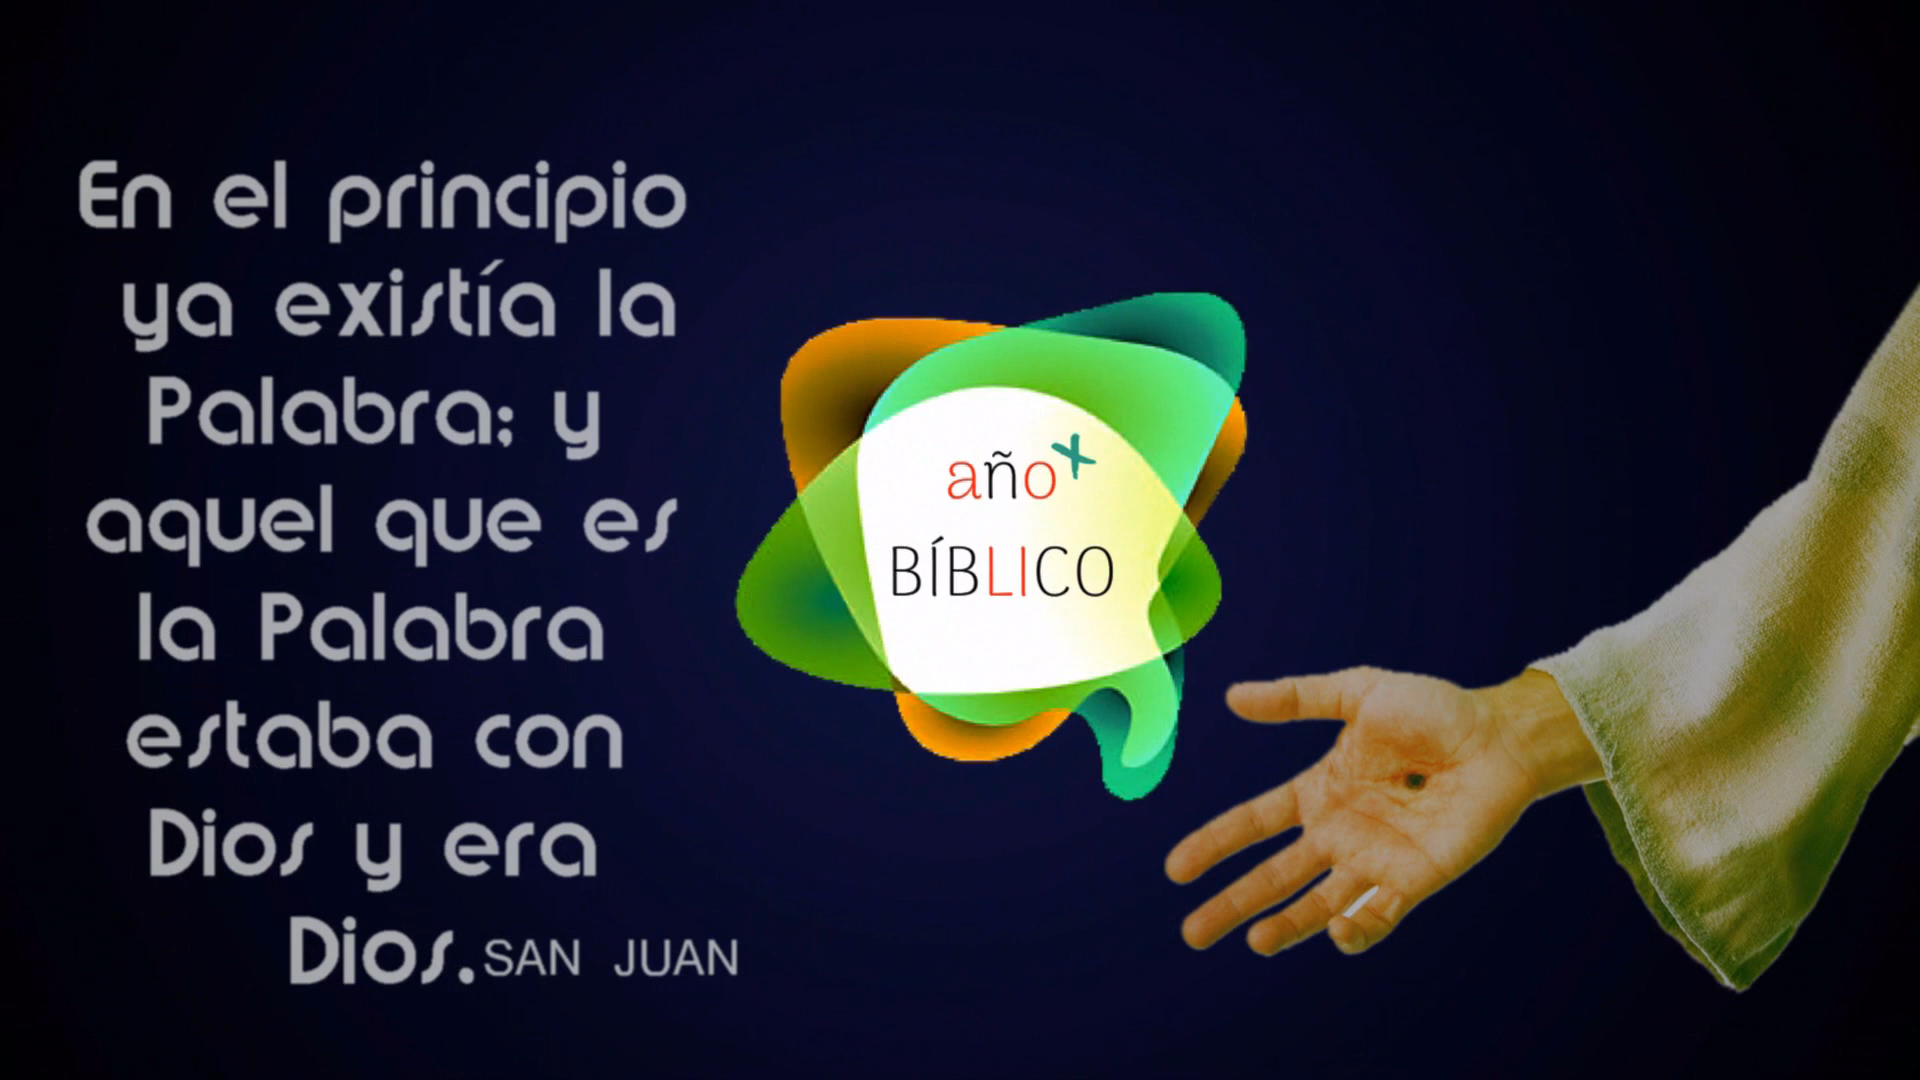 En el principio
ya existía la
Palabra; y
aquel que es
la Palabra
estaba con
Dios y era
Dios. SAN JUAN
año
BÍBLICO